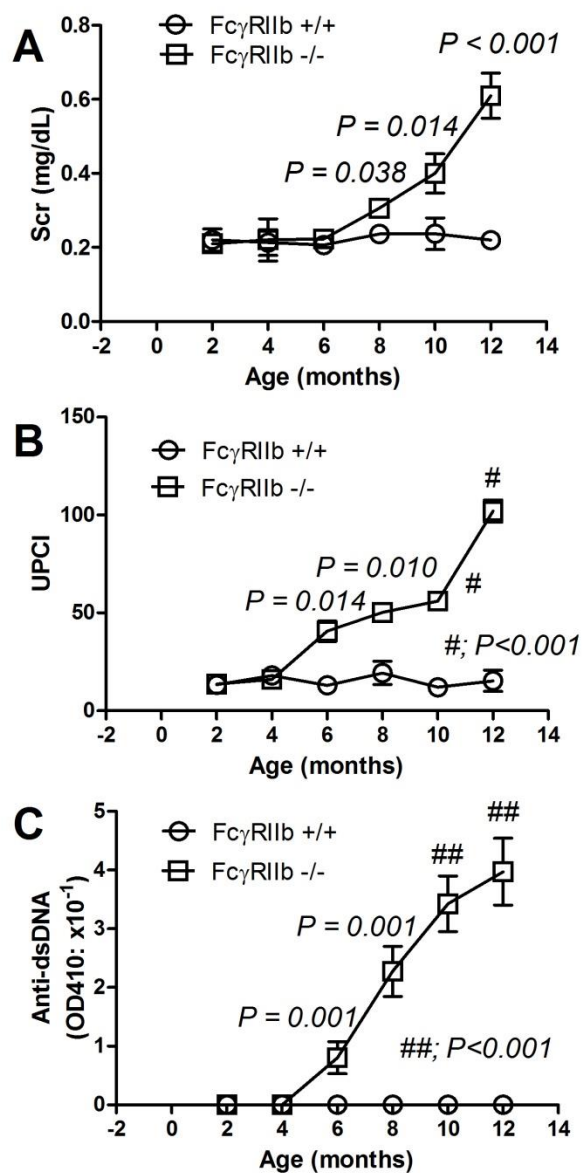 A
FcγRIIb +/+
FcγRIIb -/-
P < 0.001
P = 0.014
P = 0.038
Scr (mg/dL)
0.8
0.6
0.4
0.2
0.0
-2 0 2 4 6 8 10 12 14
Age (months)
B
FcγRIIb +/+
FcγRIIb -/-
#
P = 0.010
P = 0.014
#
#; P<0.001
UPCI
150
100
50
0
-2 0 2 4 6 8 10 12 14
Age (months)
C
FcγRIIb +/+
FcγRIIb -/-
##
##
P = 0.001
P = 0.001
##; P<0.001
Anti-dsDNA
(OD410: x10-1)
5
4
3
2
1
0
-2 0 2 4 6 8 10 12 14
Age (months)